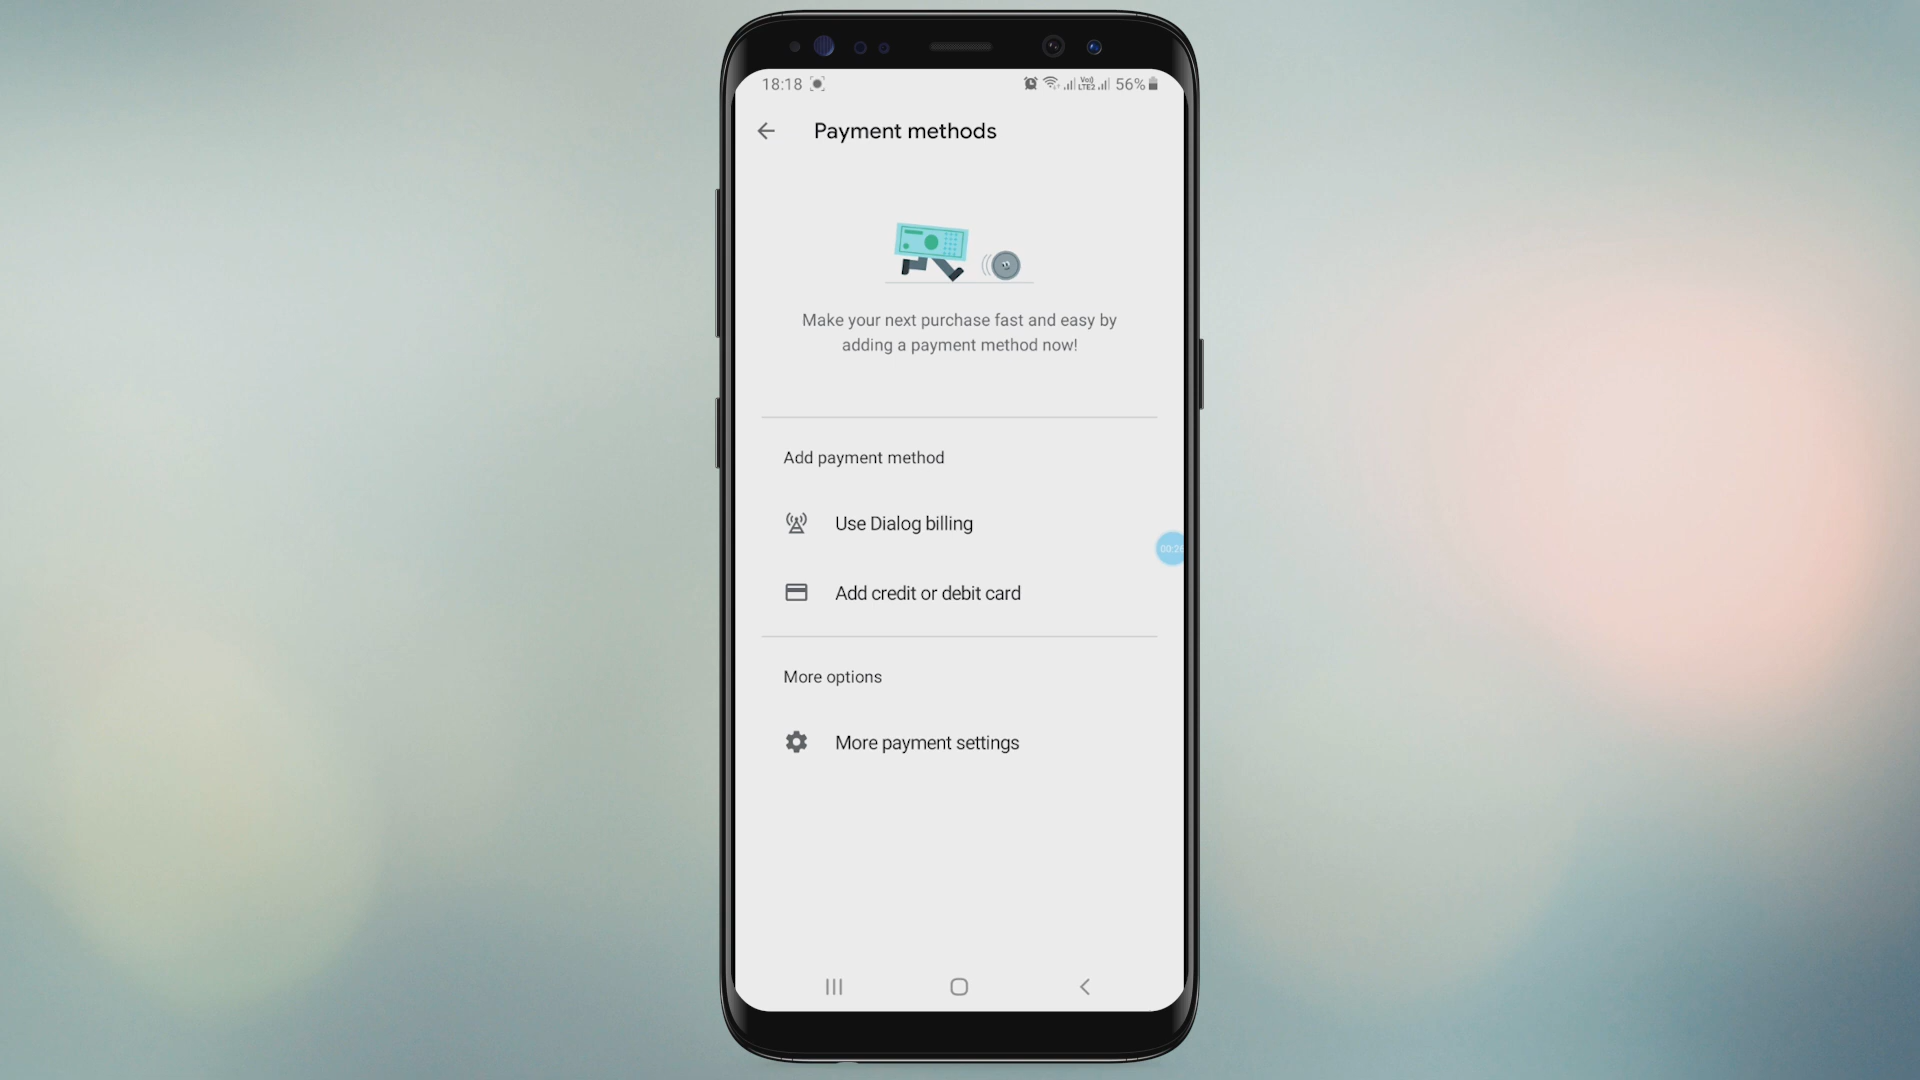 18:18
56%
Payment methods
Make your next purchase fast and easy by
adding a payment method now!
Add payment method
Use Dialog billing
Add credit or debit card
More options
More payment settings